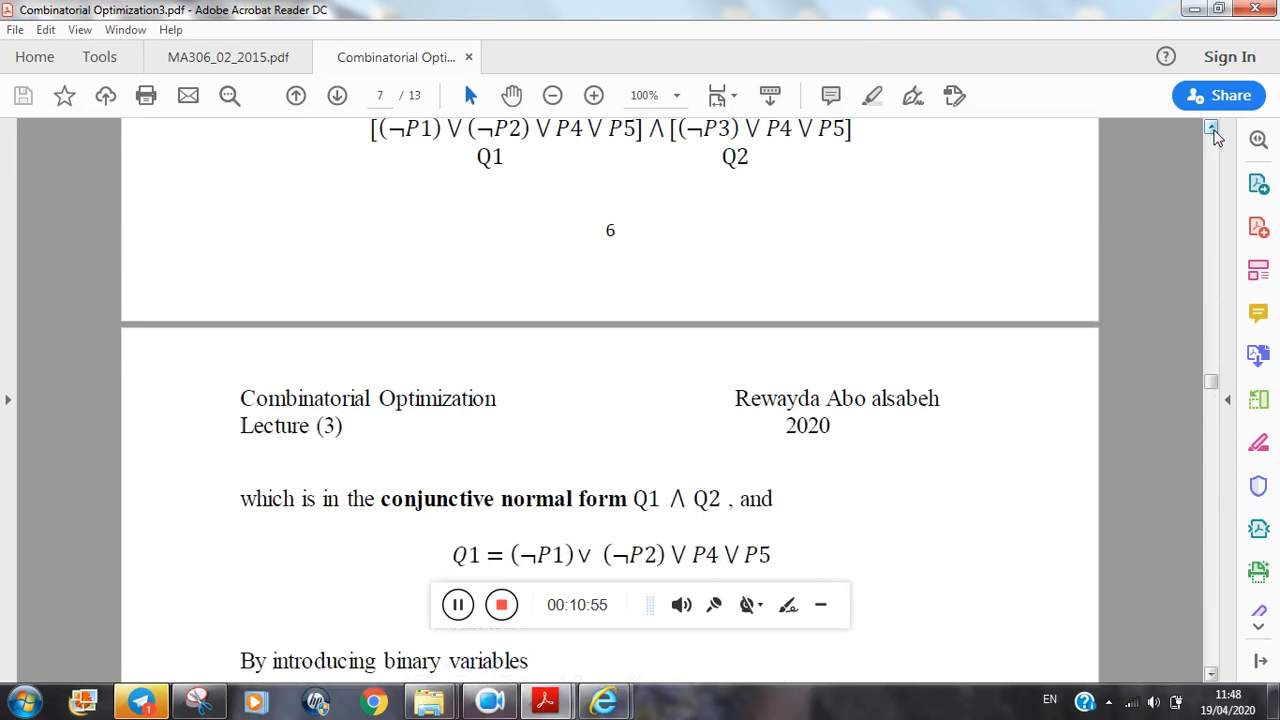 Combinatorial Optimization3.pdf - Adobe Acrobat Reader DC
File Edit View Window Help
Home Tools MA306_02_2015.pdf Combinatorial Opti... × Sign In
7 / 13 100% Share
[(¬P1) ∨ (¬P2) ∨ P4 ∨ P5] ∧ [(¬P3) ∨ P4 ∨ P5]
Q1 Q2
6
Combinatorial Optimization Rewayda Abo alsabeh
Lecture (3) 2020
which is in the conjunctive normal form Q1 ∧ Q2 , and
Q1 = (¬P1) ∨ (¬P2) ∨ P4 ∨ P5
00:10:55
By introducing binary variables
EN 11:48
19/04/2020